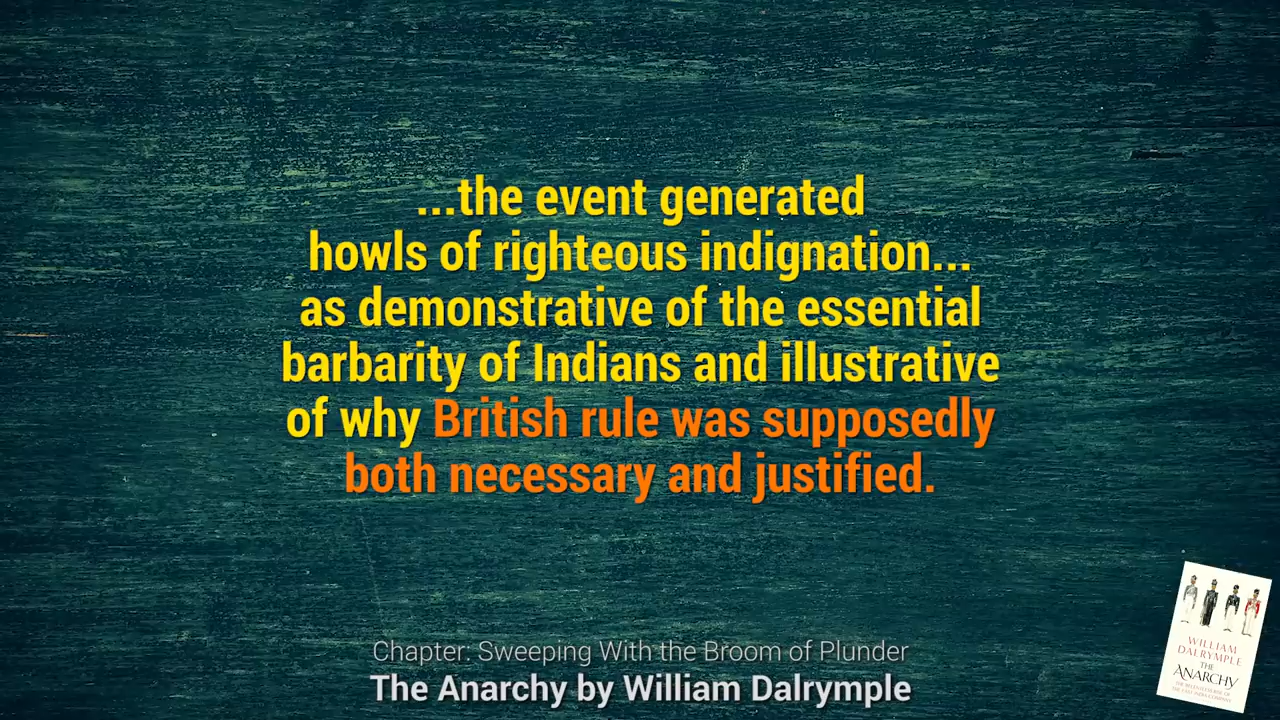 ...the event generated
howls of righteous indignation...
as demonstrative of the essential
barbarity of Indians and illustrative
of why British rule was supposedly
both necessary and justified.
Chapter: Sweeping With the Broom of Plunder
The Anarchy by William Dalrymple
WILLIAM
DALRYMPLE
THE
ANARCHY